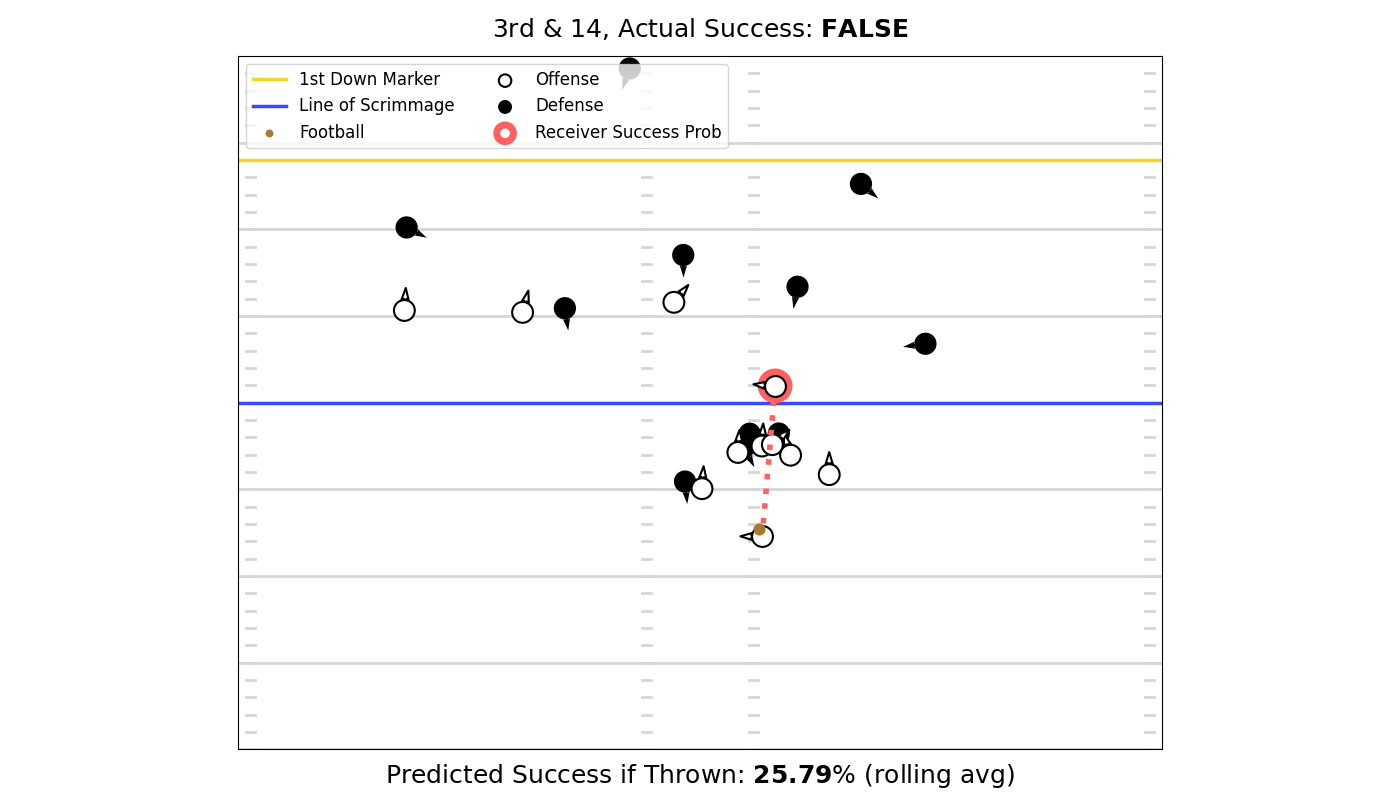 3rd & 14, Actual Success: FALSE
1st Down Marker
Line of Scrimmage
Football
Offense
Defense
Receiver Success Prob
Predicted Success if Thrown: 25.79% (rolling avg)